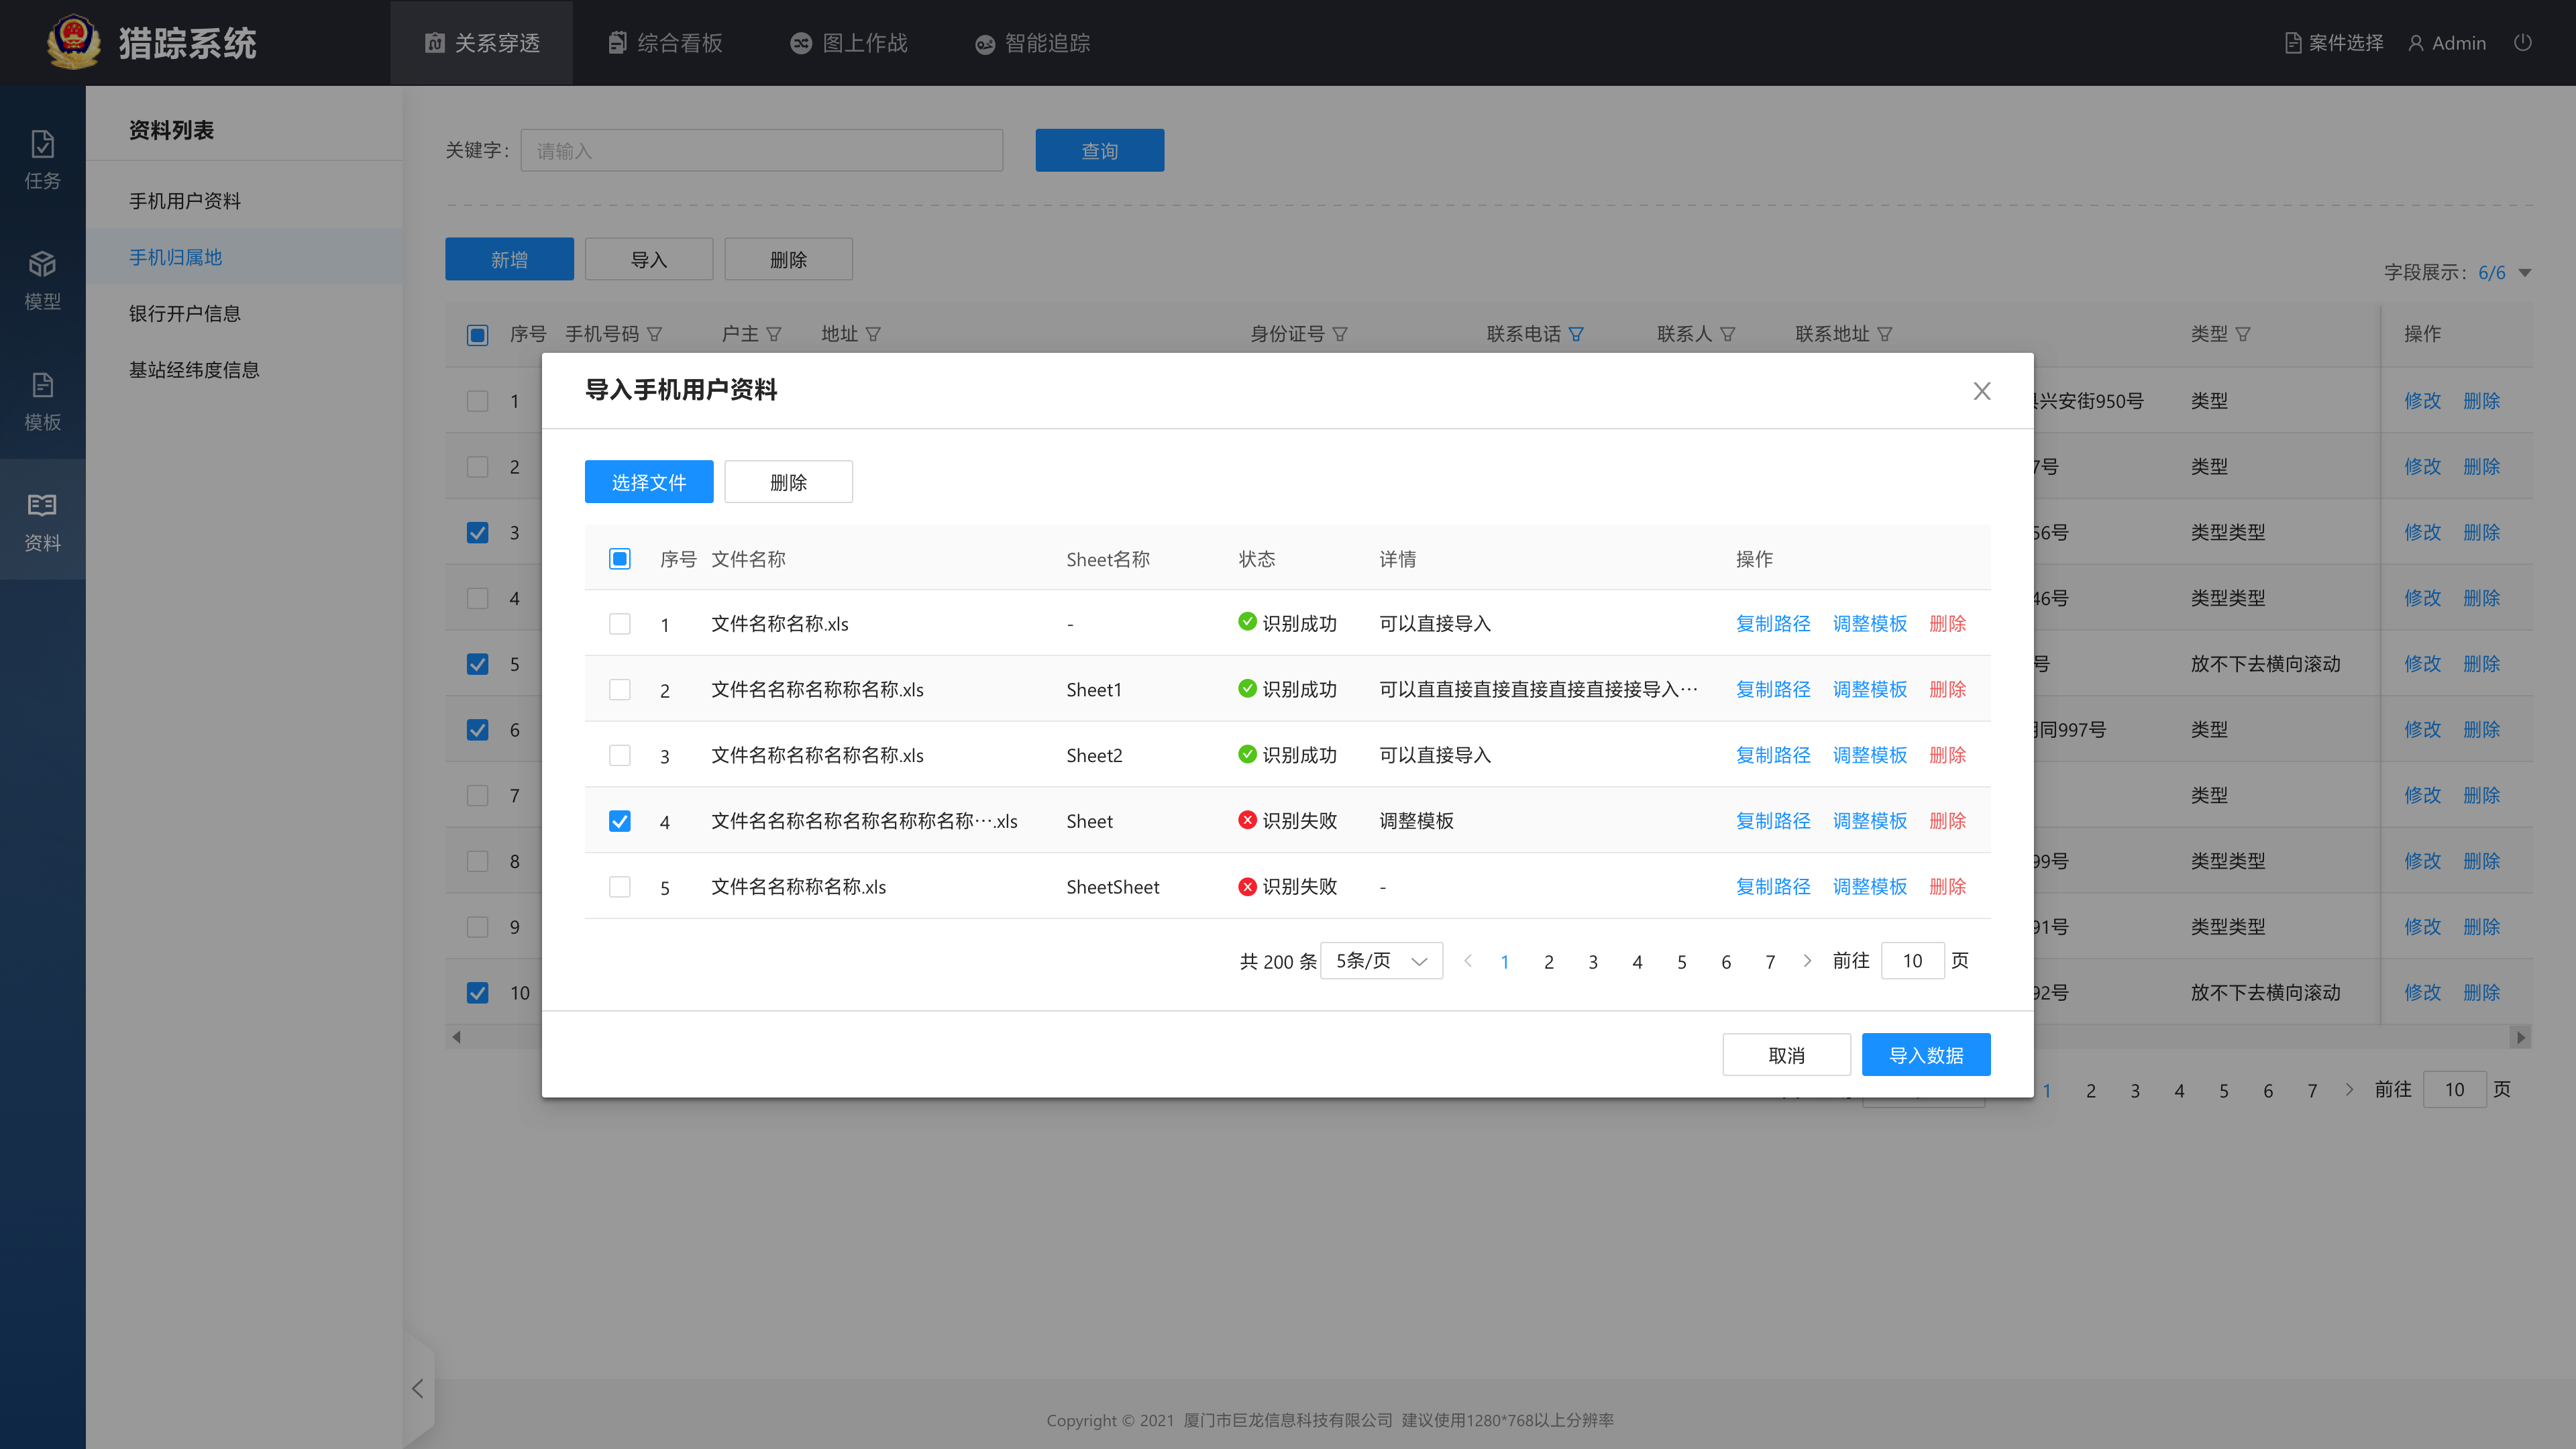 猎踪系统
关系穿透
综合看板
图上作战
智能追踪
案件选择
Admin
任务
模型
模板
资料
资料列表
手机用户资料
手机归属地
银行开户信息
基站经纬度信息
关键字： 请输入 查询
新增 导入 删除
字段展示： 6/6
序号 手机号码 户主 地址 身份证号 联系电话 联系人 联系地址 类型 操作
1 兴安街950号 类型 修改 删除
2 7号 类型 修改 删除
3 56号 类型类型 修改 删除
4 46号 类型类型 修改 删除
5 号 放不下去横向滚动 修改 删除
6 同997号 类型 修改 删除
7 类型 修改 删除
8 99号 类型类型 修改 删除
9 91号 类型类型 修改 删除
10 92号 放不下去横向滚动 修改 删除
1 2 3 4 5 6 7 前往 10 页
导入手机用户资料
选择文件 删除
序号 文件名称 Sheet名称 状态 详情 操作
1 文件名称名称.xls - 识别成功 可以直接导入 复制路径 调整模板 删除
2 文件名名称名称称名称.xls Sheet1 识别成功 可以直直接直接直接直接直接接导入… 复制路径 调整模板 删除
3 文件名称名称名称名称.xls Sheet2 识别成功 可以直接导入 复制路径 调整模板 删除
4 文件名名称名称名称名称称名称….xls Sheet 识别失败 调整模板 复制路径 调整模板 删除
5 文件名名称称名称.xls SheetSheet 识别失败 - 复制路径 调整模板 删除
共 200 条 5条/页 1 2 3 4 5 6 7 前往 10 页
取消 导入数据
Copyright © 2021 厦门市巨龙信息科技有限公司 建议使用1280*768以上分辨率